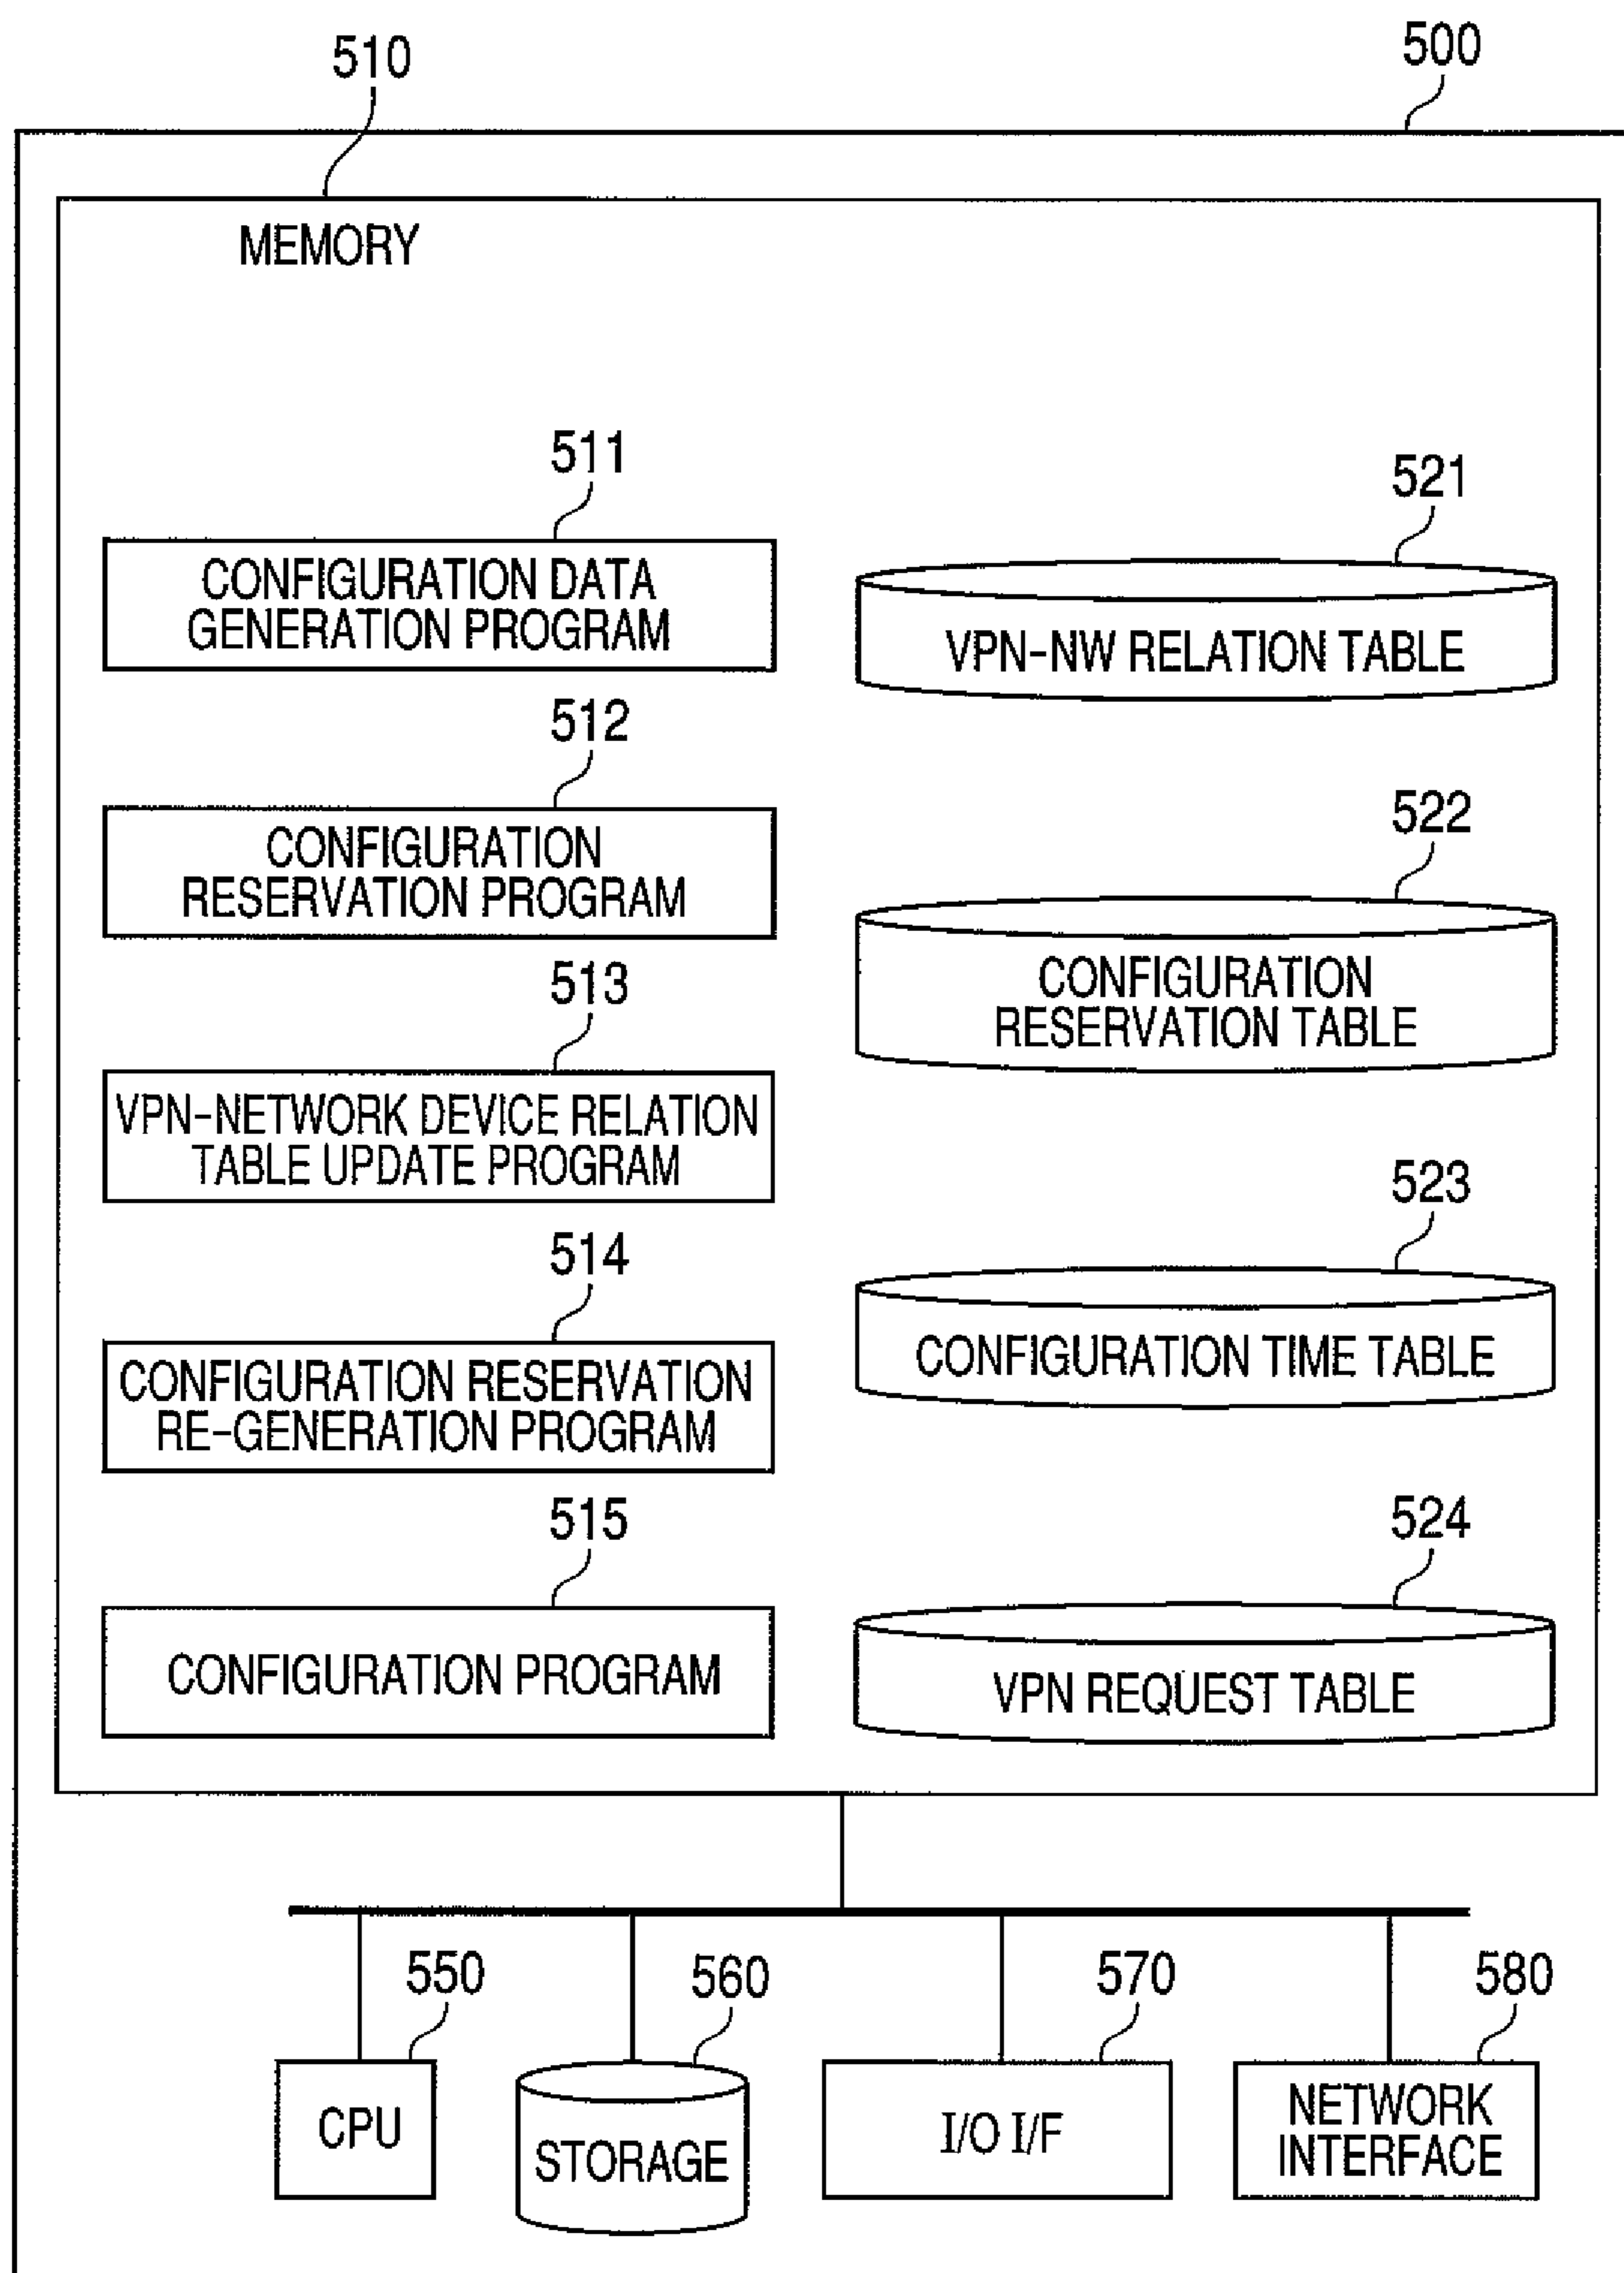 510
500
MEMORY
511
CONFIGURATION DATA
GENERATION PROGRAM
521
VPN-NW RELATION TABLE
512
CONFIGURATION
RESERVATION PROGRAM
522
CONFIGURATION
RESERVATION TABLE
513
VPN-NETWORK DEVICE RELATION
TABLE UPDATE PROGRAM
523
CONFIGURATION TIME TABLE
514
CONFIGURATION RESERVATION
RE-GENERATION PROGRAM
515
CONFIGURATION PROGRAM
524
VPN REQUEST TABLE
550
CPU
560
STORAGE
570
I/O I/F
580
NETWORK
INTERFACE